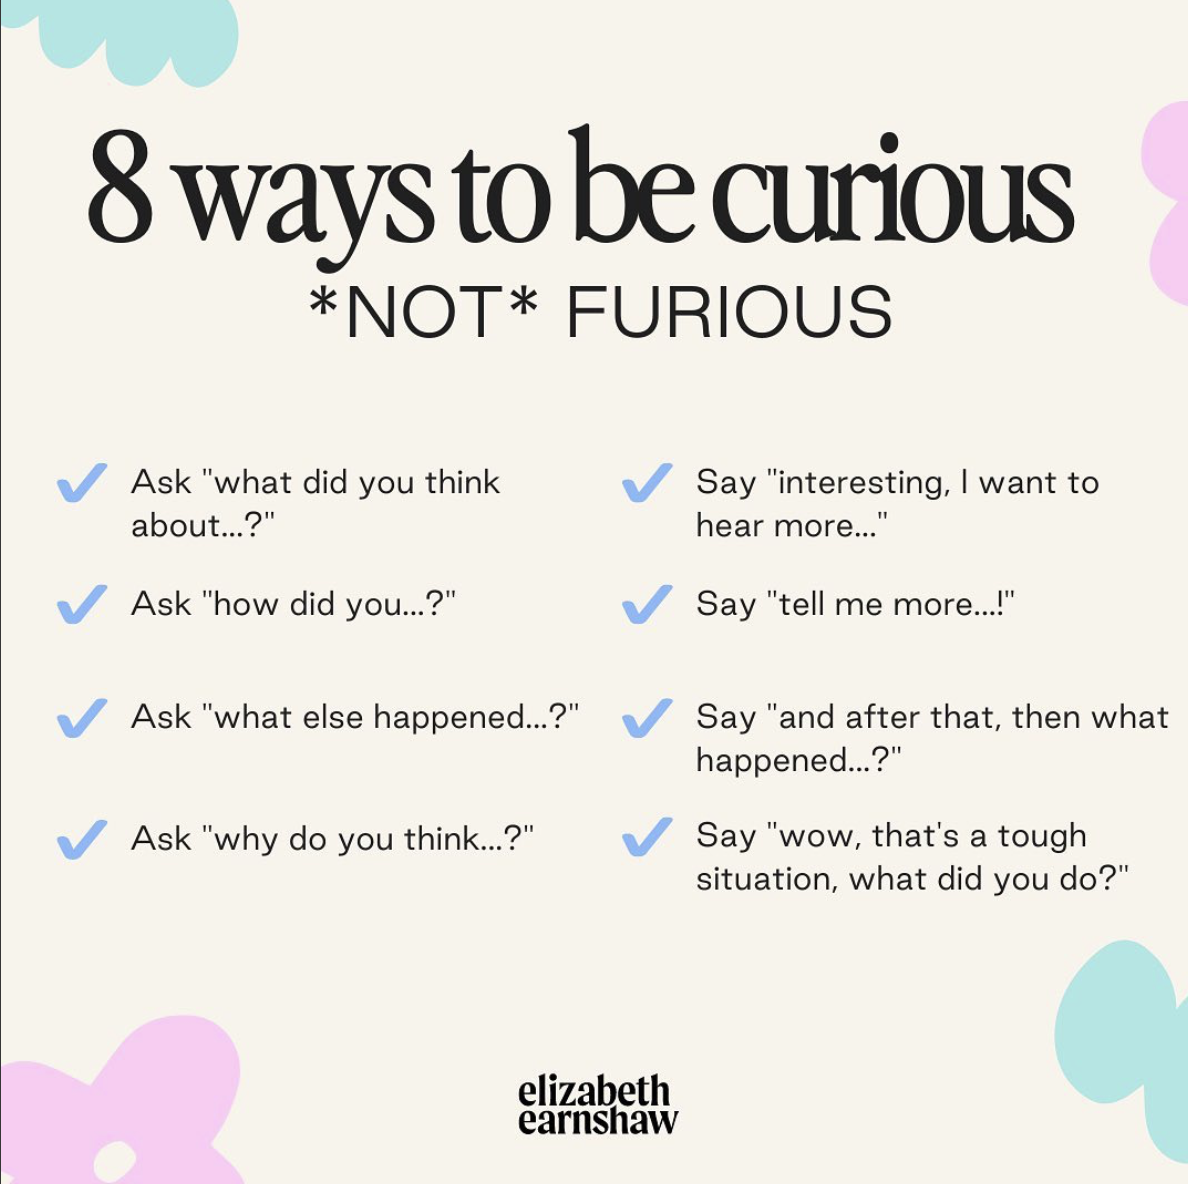 8 ways to be curious
*NOT* FURIOUS
Ask "what did you think
about...?"
Ask "how did you...?"
Ask "what else happened...?"
Ask "why do you think...?"
Say "interesting, I want to
hear more..."
Say "tell me more...!"
Say "and after that, then what
happened...?"
Say "wow, that's a tough
situation, what did you do?"
elizabeth
earnshaw